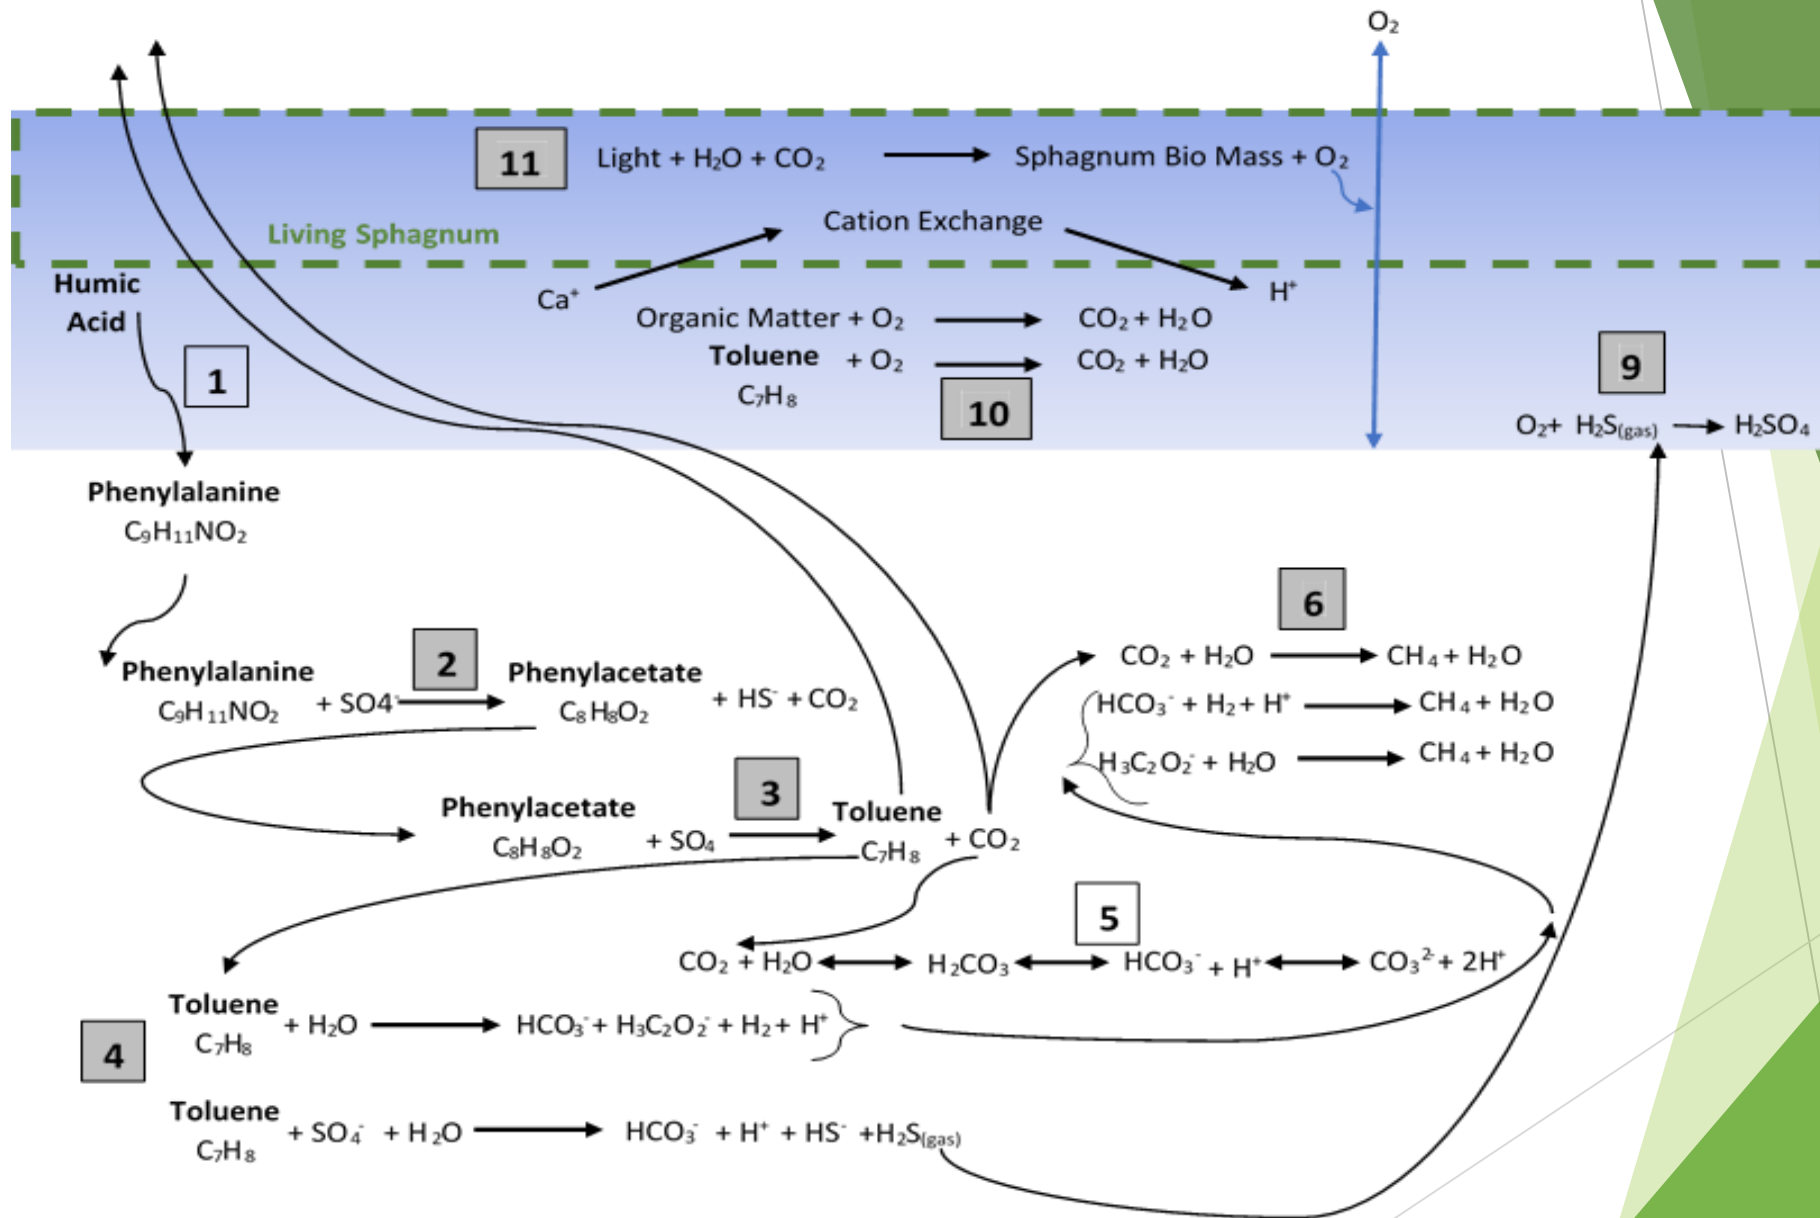 O₂
11 Light + H₂O + CO₂ Sphagnum Bio Mass + O₂
Cation Exchange
Living Sphagnum
Humic
Acid
Ca⁺ H⁺
Organic Matter + O₂ CO₂ + H₂O
Toluene + O₂ CO₂ + H₂O
C₇H₈
10
1
9
O₂+ H₂S(gas) H₂SO₄
Phenylalanine
C₉H₁₁NO₂
6
CO₂ + H₂O CH₄ + H₂O
HCO₃⁻ + H₂ + H⁺ CH₄ + H₂O
H₃C₂O₂⁻ + H₂O CH₄ + H₂O
2
Phenylalanine Phenylacetate
C₉H₁₁NO₂ + SO4⁻ C₈H₈O₂ + HS⁻ + CO₂
3
Phenylacetate Toluene
C₈H₈O₂ + SO₄ C₇H₈ + CO₂
5
CO₂ + H₂O H₂CO₃ HCO₃⁻ + H⁺ CO₃²⁻ + 2H⁺
4
Toluene
C₇H₈ + H₂O HCO₃⁻ + H₃C₂O₂⁻ + H₂ + H⁺
Toluene
C₇H₈ + SO₄⁻ + H₂O HCO₃⁻ + H⁺ + HS⁻ +H₂S(gas)